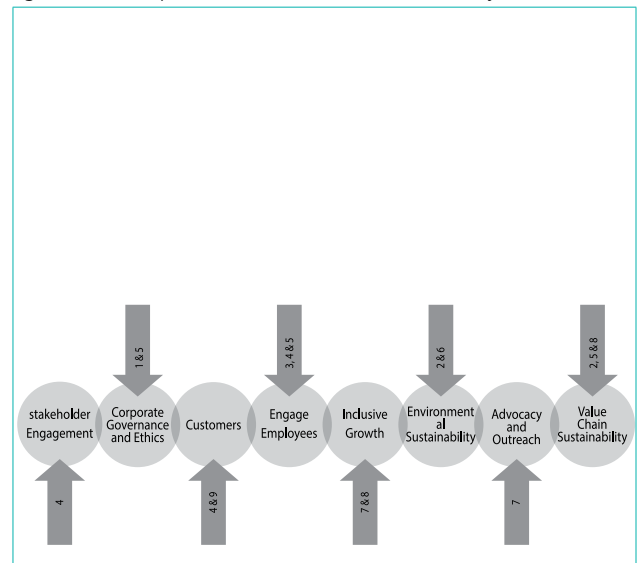 1 & 5
3, 4 & 5
2 & 6
2, 5 & 8
stakeholder
Engagement
Corporate
Governance
and Ethics
Customers
Engage
Employees
Inclusive
Growth
Environment
al
Sustainability
Advocacy
and
Outreach
Value
Chain
Sustainability
4
4 & 9
7 & 8
7